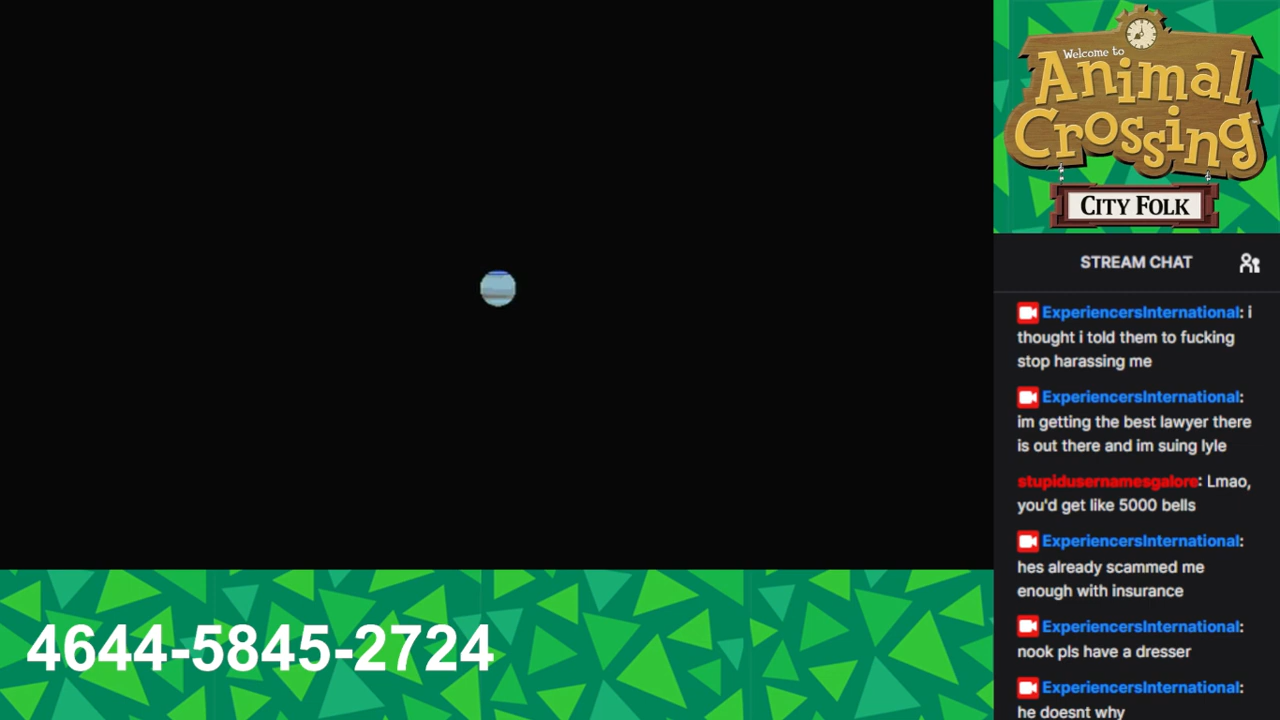 Welcome to
Animal
Crossing
CITY FOLK
STREAM CHAT
ExperiencersInternational: i
thought i told them to fucking
stop harassing me
ExperiencersInternational:
im getting the best lawyer there
is out there and im suing lyle
stupidusernamesgalore: Lmao,
you'd get like 5000 bells
ExperiencersInternational:
hes already scammed me
enough with insurance
ExperiencersInternational:
nook pls have a dresser
ExperiencersInternational:
he doesnt why
4644-5845-2724